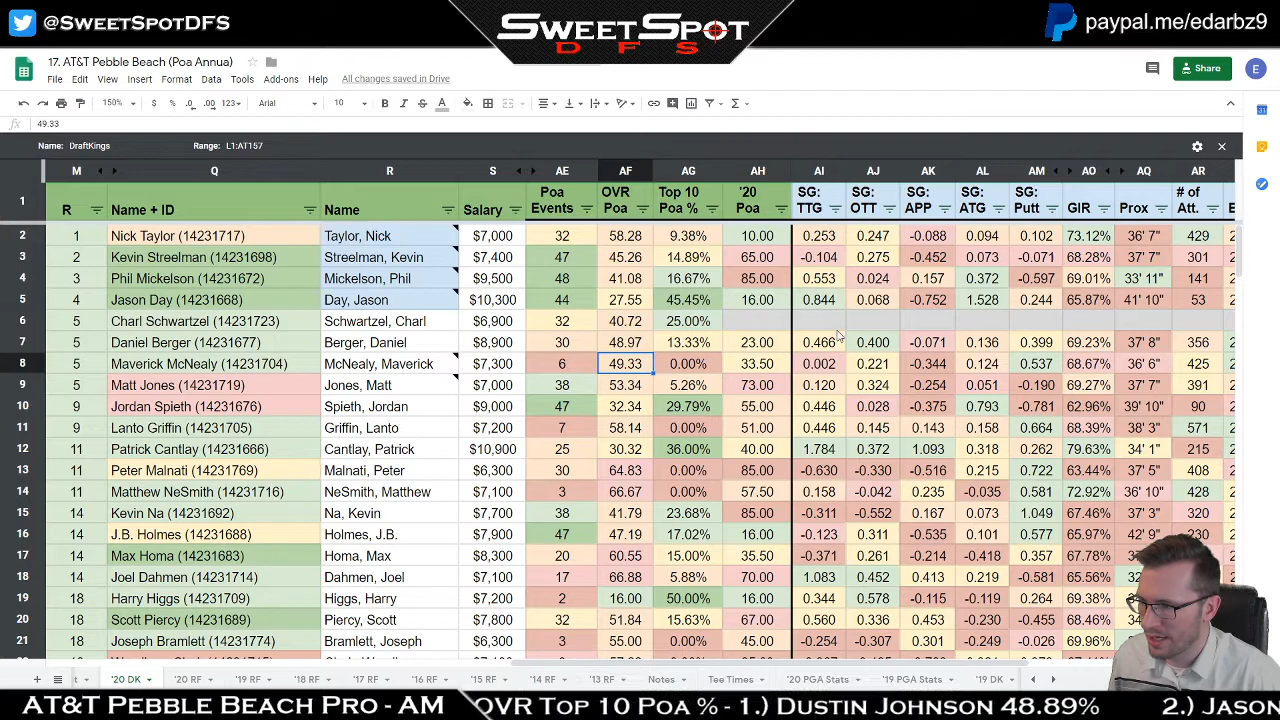 @SweetSpotDFS
SweetSpot
DFS
paypal.me/edarbz9
17. AT&T Pebble Beach (Poa Annua)
File Edit View Insert Format Data Tools Add-ons Help All changes saved in Drive
Share
E
150% $ % .0 .00 123 Arial 10 B I S A
fx 49.33
Name: DraftKings Range: L1:AT157
M Q R S AE AF AG AH AI AJ AK AL AM AO AQ AR
1 R Name + ID Name Salary Poa Events OVR Poa Top 10 Poa % '20 Poa SG: TTG SG: OTT SG: APP SG: ATG SG: Putt GIR Prox # of Att.
2 1 Nick Taylor (14231717) Taylor, Nick $7,000 32 58.28 9.38% 10.00 0.253 0.247 -0.088 0.094 0.102 73.12% 36' 7" 429
3 2 Kevin Streelman (14231698) Streelman, Kevin $7,400 47 45.26 14.89% 65.00 -0.104 0.275 -0.452 0.073 -0.071 68.28% 37' 7" 301
4 3 Phil Mickelson (14231672) Mickelson, Phil $9,500 48 41.08 16.67% 85.00 0.553 0.024 0.157 0.372 -0.597 69.01% 33' 11" 141
5 4 Jason Day (14231668) Day, Jason $10,300 44 27.55 45.45% 16.00 0.844 0.068 -0.752 1.528 0.244 65.87% 41' 10" 53
6 5 Charl Schwartzel (14231723) Schwartzel, Charl $6,900 32 40.72 25.00%
7 5 Daniel Berger (14231677) Berger, Daniel $8,900 30 48.97 13.33% 23.00 0.466 0.400 -0.071 0.136 0.399 69.23% 37' 8" 356
8 5 Maverick McNealy (14231704) McNealy, Maverick $7,300 6 49.33 0.00% 33.50 0.002 0.221 -0.344 0.124 0.537 68.67% 36' 6" 425
9 5 Matt Jones (14231719) Jones, Matt $7,000 38 53.34 5.26% 73.00 0.120 0.324 -0.254 0.051 -0.190 69.42% 37' 7" 391
10 9 Jordan Spieth (14231676) Spieth, Jordan $9,000 47 32.34 29.79% 55.00 0.446 0.028 -0.375 0.793 -0.781 62.96% 39' 10" 90
11 9 Lanto Griffin (14231705) Griffin, Lanto $7,200 7 58.14 0.00% 51.00 0.446 0.145 0.143 0.158 0.664 68.39% 38' 3" 571
12 11 Patrick Cantlay (14231666) Cantlay, Patrick $10,900 25 30.32 36.00% 40.00 1.784 0.372 1.093 0.318 0.262 79.63% 34' 1" 215
13 11 Peter Malnati (14231769) Malnati, Peter $6,300 30 64.83 0.00% 85.00 -0.630 -0.330 -0.516 0.215 0.722 63.44% 37' 5" 408
14 11 Matthew NeSmith (14231716) NeSmith, Matthew $7,100 3 66.67 0.00% 57.50 0.158 -0.042 0.235 -0.035 0.581 72.92% 36' 10" 428
15 14 Kevin Na (14231692) Na, Kevin $7,700 38 41.79 23.68% 85.00 -0.311 -0.552 0.167 0.073 1.049 67.46% 36' 9" 320
16 14 J.B. Holmes (14231688) Holmes, J.B. $7,900 47 47.19 17.02% 16.00 -0.123 0.311 -0.535 0.101 0.577 65.97% 42' 9" 230
17 14 Max Homa (14231683) Homa, Max $8,300 20 60.55 15.00% 35.50 -0.371 0.261 -0.214 -0.418 0.357 67.78%
18 14 Joel Dahmen (14231714) Dahmen, Joel $7,100 17 66.88 5.88% 70.00 1.083 0.452 0.413 0.219 -0.581 65.56%
19 18 Harry Higgs (14231709) Higgs, Harry $7,400 2 16.00 50.00% 0.344 0.578 -0.115 -0.119 0.264 69.38%
20 18 Scott Piercy (14231689) Piercy, Scott $7,800 32 51.84 15.63% 67.00 0.560 0.336 0.453 -0.230 -0.455 68.46%
21 18 Joseph Bramlett (14231774) Bramlett, Joseph $6,300 3 55.00 0.00% 45.00 -0.254 -0.307 0.301 -0.249 -0.026 69.96%
'20 DK '20 RF '19 RF '18 RF '17 RF '16 RF '15 RF '14 RF '13 RF Notes Tee Times '20 PGA Stats '19 PGA Stats '19 DK
AT&T PEBBLE BEACH PRO - AM OVR TOP 10 POA % - 1.) DUSTIN JOHNSON 48.89% 2.) JASON